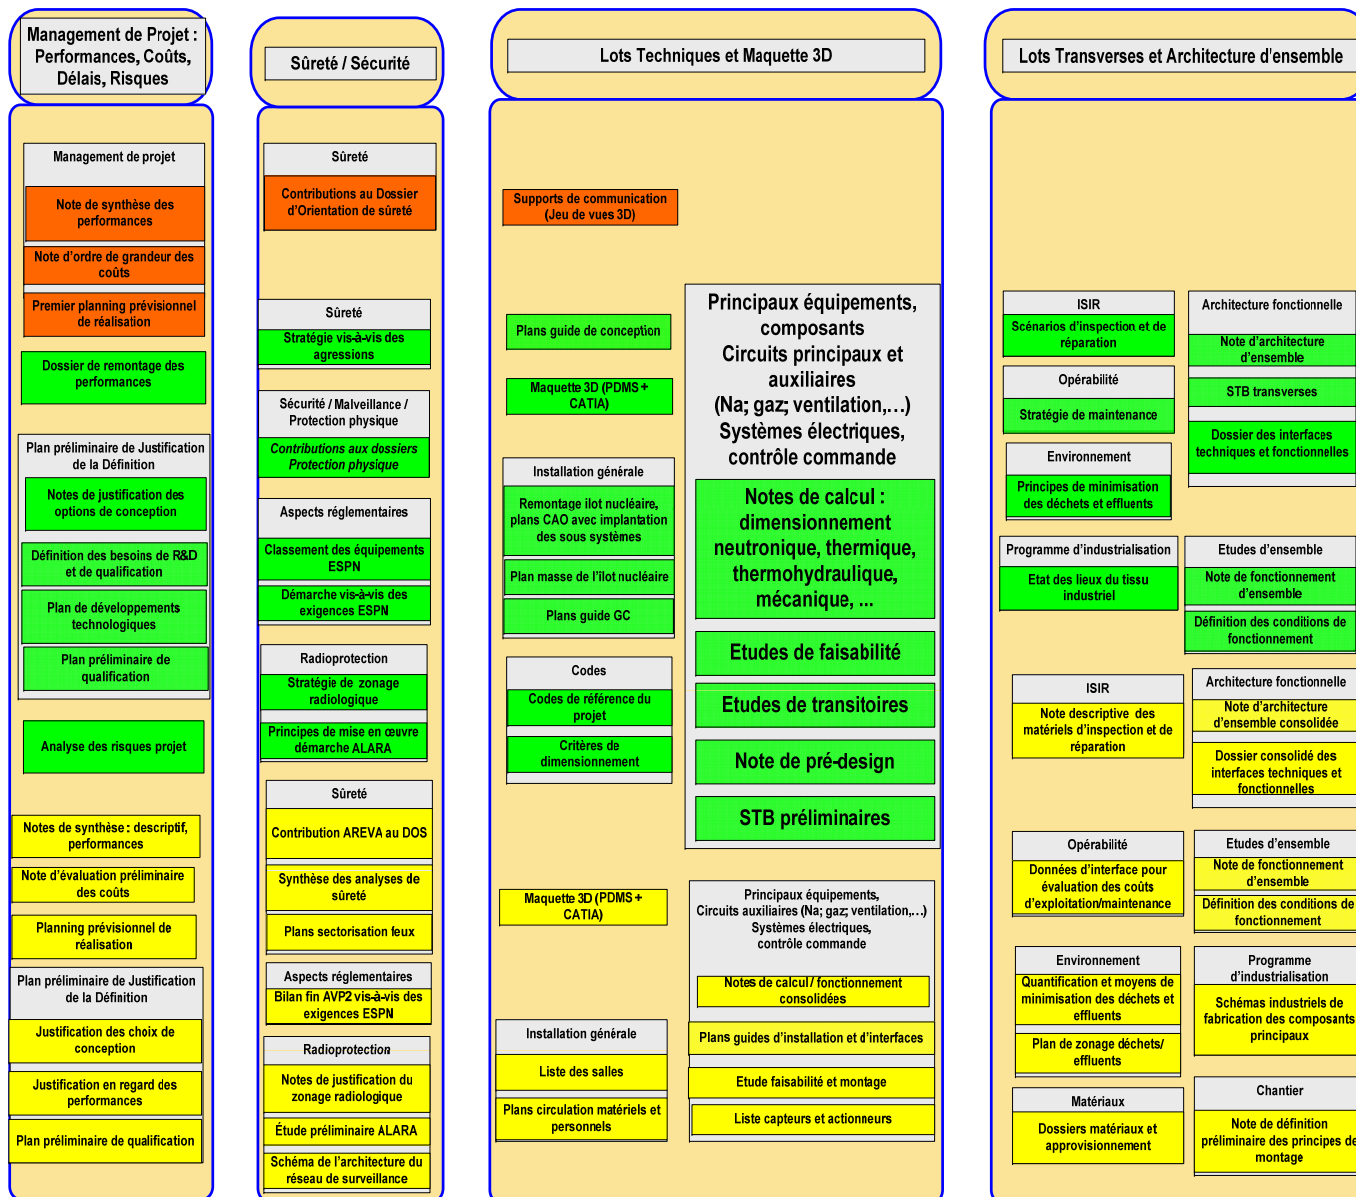 Management de Projet :
Performances, Coûts,
Délais, Risques
Management de projet
Note de synthèse des
performances
Note d'ordre de grandeur des
coûts
Premier planning prévisionnel
de réalisation
Dossier de remontage des
performances
Plan préliminaire de Justification
de la Définition
Notes de justification des
options de conception
Définition des besoins de R&D
et de qualification
Plan de développements
technologiques
Plan préliminaire de
qualification
Analyse des risques projet
Notes de synthèse : descriptif,
performances
Note d'évaluation préliminaire
des coûts
Planning prévisionnel de
réalisation
Plan préliminaire de Justification
de la Définition
Justification des choix de
conception
Justification en regard des
performances
Plan préliminaire de qualification
Sûreté / Sécurité
Sûreté
Contributions au Dossier
d'Orientation de sûreté
Sûreté
Stratégie vis-à-vis des
agressions
Sécurité / Malveillance /
Protection physique
Contributions aux dossiers
Protection physique
Aspects réglementaires
Classement des équipements
ESPN
Démarche vis-à-vis des
exigences ESPN
Radioprotection
Stratégie de zonage
radiologique
Principes de mise en œuvre
démarche ALARA
Sûreté
Contribution AREVA au DOS
Synthèse des analyses de
sûreté
Plans sectorisation feux
Aspects réglementaires
Bilan fin AVP2 vis-à-vis des
exigences ESPN
Radioprotection
Notes de justification du
zonage radiologique
Étude préliminaire ALARA
Schéma de l'architecture du
réseau de surveillance
Lots Techniques et Maquette 3D
Supports de communication
(Jeu de vues 3D)
Plans guide de conception
Maquette 3D (PDMS +
CATIA)
Installation générale
Remontage ilot nucléaire,
plans CAO avec implantation
des sous systèmes
Plan masse de l'îlot nucléaire
Plans guide GC
Codes
Codes de référence du
projet
Critères de
dimensionnement
Maquette 3D (PDMS +
CATIA)
Installation générale
Liste des salles
Plans circulation matériels et
personnels
Principaux équipements,
composants
Circuits principaux et
auxiliaires
(Na; gaz; ventilation,…)
Systèmes électriques,
contrôle commande
Notes de calcul :
dimensionnement
neutronique, thermique,
thermohydraulique,
mécanique, ...
Etudes de faisabilité
Etudes de transitoires
Note de pré-design
STB préliminaires
Principaux équipements,
Circuits auxiliaires (Na; gaz; ventilation,…)
Systèmes électriques,
contrôle commande
Notes de calcul / fonctionnement
consolidées
Plans guides d'installation et d'interfaces
Etude faisabilité et montage
Liste capteurs et actionneurs
Lots Transverses et Architecture d'ensemble
ISIR
Scénarios d'inspection et de
réparation
Opérabilité
Stratégie de maintenance
Environnement
Principes de minimisation
des déchets et effluents
Programme d'industrialisation
Etat des lieux du tissu
industriel
ISIR
Note descriptive des
matériels d'inspection et de
réparation
Opérabilité
Données d'interface pour
évaluation des coûts
d'exploitation/maintenance
Environnement
Quantification et moyens de
minimisation des déchets et
effluents
Plan de zonage déchets/
effluents
Matériaux
Dossiers matériaux et
approvisionnement
Architecture fonctionnelle
Note d'architecture
d'ensemble
STB transverses
Dossier des interfaces
techniques et fonctionnelles
Etudes d'ensemble
Note de fonctionnement
d'ensemble
Définition des conditions de
fonctionnement
Architecture fonctionnelle
Note d'architecture
d'ensemble consolidée
Dossier consolidé des
interfaces techniques et
fonctionnelles
Etudes d'ensemble
Note de fonctionnement
d'ensemble
Définition des conditions de
fonctionnement
Programme
d'industrialisation
Schémas industriels de
fabrication des composants
principaux
Chantier
Note de définition
préliminaire des principes de
montage